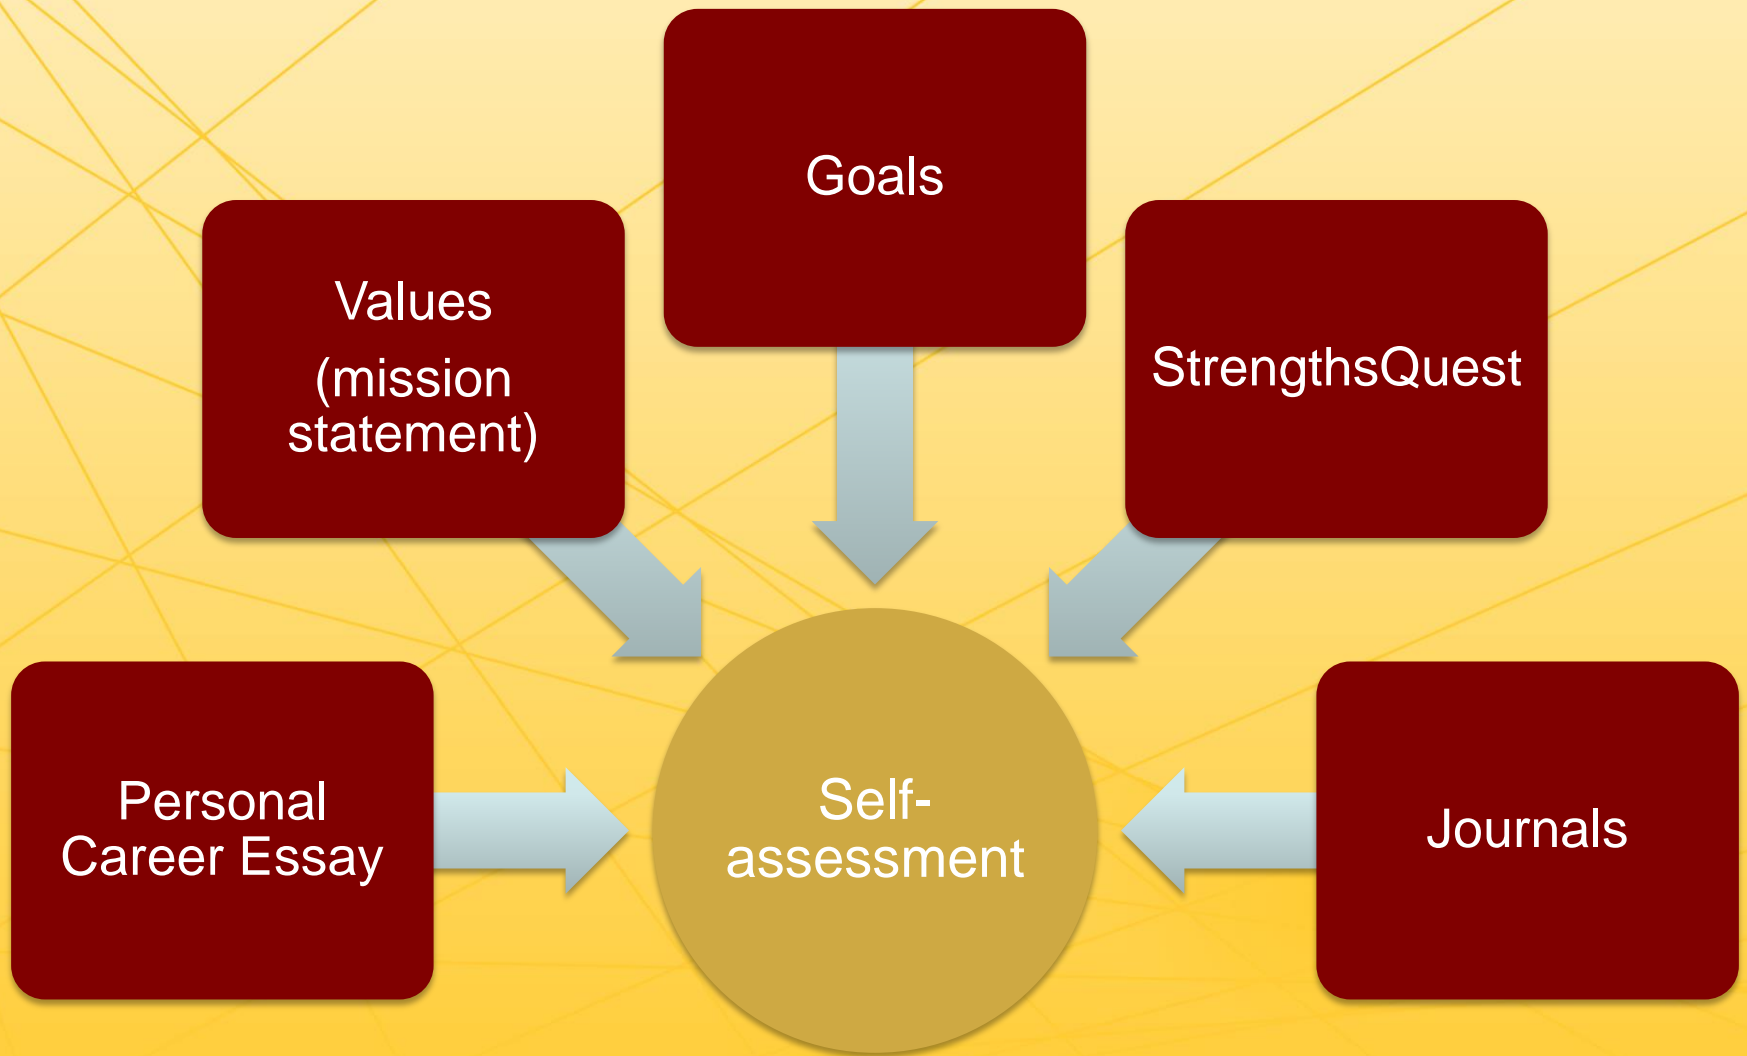 Goals
Values
(mission
statement)
StrengthsQuest
Personal
Career Essay
Self-
assessment
Journals